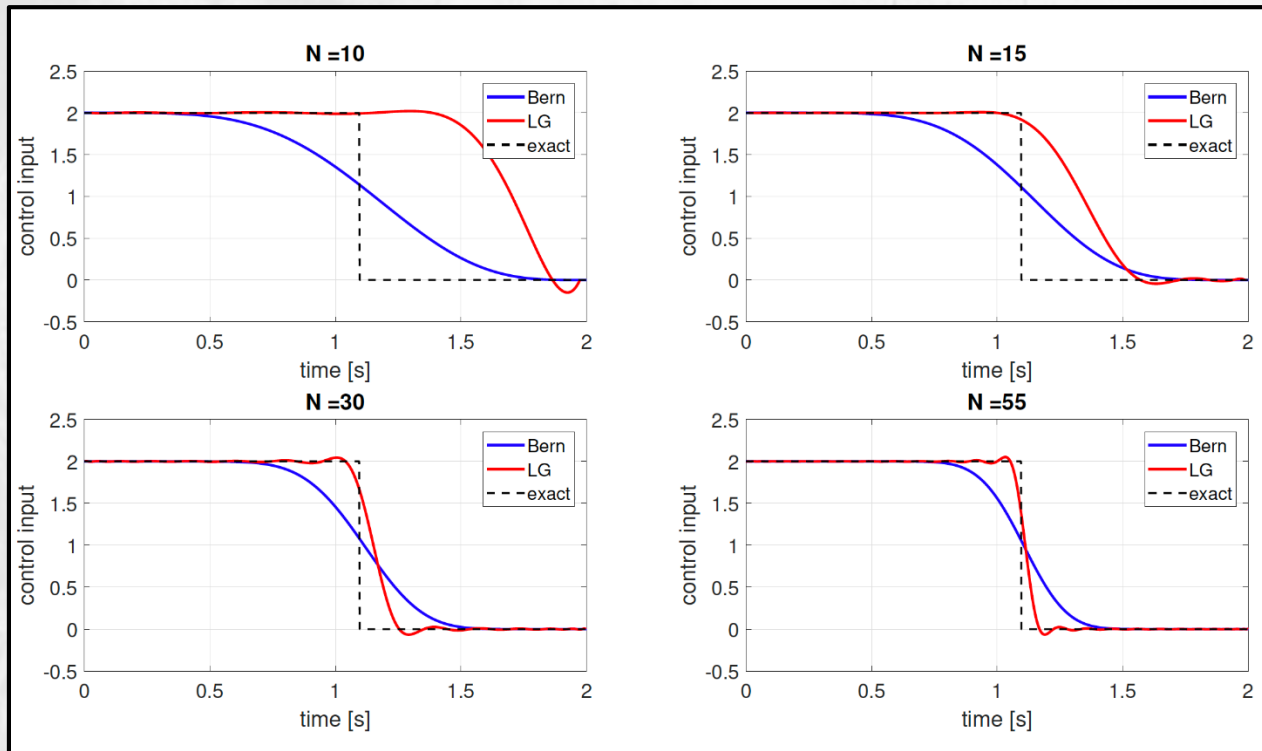 N =10
2.5
2
1.5
1
0.5
0
-0.5
control input
Bern
LG
exact
0 0.5 1 1.5 2
time [s]
N =15
2.5
2
1.5
1
0.5
0
-0.5
control input
Bern
LG
exact
0 0.5 1 1.5 2
time [s]
N =30
2.5
2
1.5
1
0.5
0
-0.5
control input
Bern
LG
exact
0 0.5 1 1.5 2
time [s]
N =55
2.5
2
1.5
1
0.5
0
-0.5
control input
Bern
LG
exact
0 0.5 1 1.5 2
time [s]